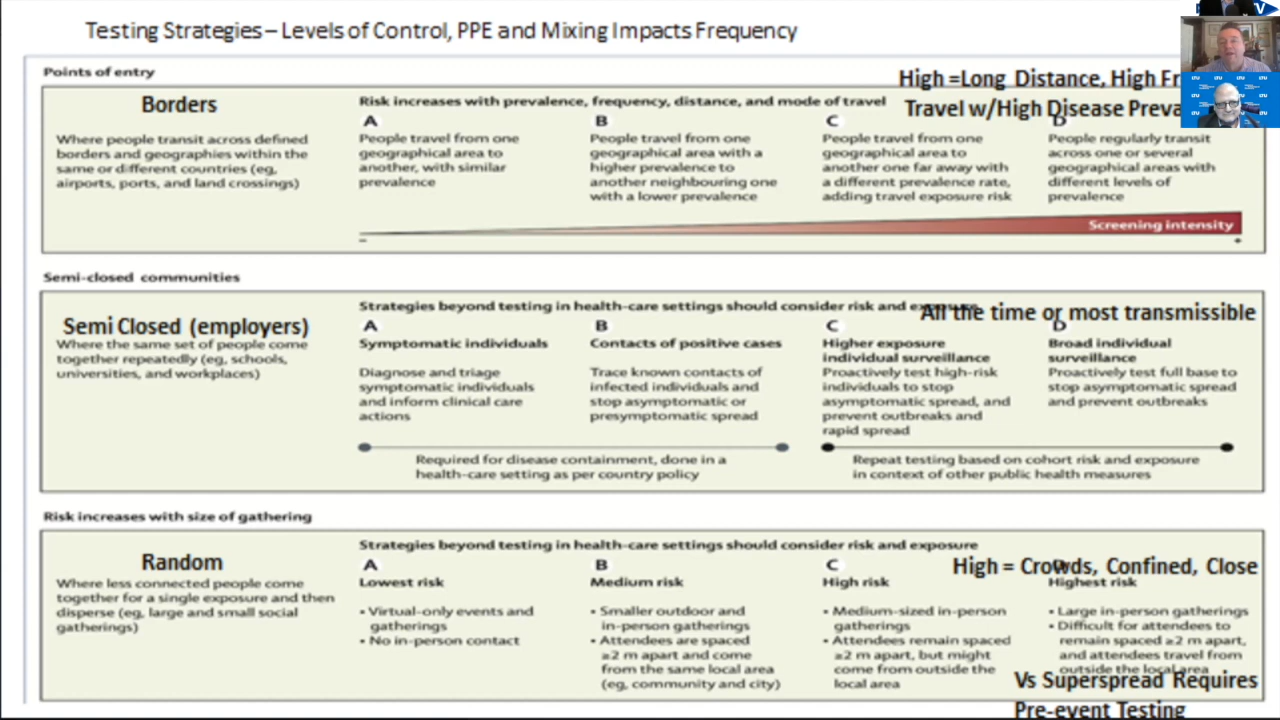 Testing Strategies – Levels of Control, PPE and Mixing Impacts Frequency
Points of entry
High =Long Distance, High Fr
Travel w/High Disease Preva
Borders
Where people transit across defined
borders and geographies within the
same or different countries (eg,
airports, ports, and land crossings)
Risk increases with prevalence, frequency, distance, and mode of travel
A
People travel from one
geographical area to
another, with similar
prevalence
B
People travel from one
geographical area with a
higher prevalence to
another neighbouring one
with a lower prevalence
C
People travel from one
geographical area to
another one far away with
a different prevalence rate,
adding travel exposure risk
D
People regularly transit
across one or several
geographical areas with
different levels of
prevalence
Screening intensity
–
+
Semi-closed communities
Semi Closed (employers)
Where the same set of people come
together repeatedly (eg, schools,
universities, and workplaces)
Strategies beyond testing in health-care settings should consider risk and exposure
All the time or most transmissible
A
Symptomatic individuals
Diagnose and triage
symptomatic individuals
and inform clinical care
actions
B
Contacts of positive cases
Trace known contacts of
infected individuals and
stop asymptomatic or
presymptomatic spread
C
Higher exposure
individual surveillance
Proactively test high-risk
individuals to stop
asymptomatic spread, and
prevent outbreaks and
rapid spread
D
Broad individual
surveillance
Proactively test full base to
stop asymptomatic spread
and prevent outbreaks
Required for disease containment, done in a
health-care setting as per country policy
Repeat testing based on cohort risk and exposure
in context of other public health measures
Risk increases with size of gathering
Random
Where less connected people come
together for a single exposure and then
disperse (eg, large and small social
gatherings)
Strategies beyond testing in health-care settings should consider risk and exposure
High = Crowds, Confined, Close
A
Lowest risk
• Virtual-only events and
gatherings
• No in-person contact
B
Medium risk
• Smaller outdoor and
in-person gatherings
• Attendees are spaced
≥2 m apart and come
from the same local area
(eg, community and city)
C
High risk
• Medium-sized in-person
gatherings
• Attendees remain spaced
≥2 m apart, but might
come from outside the
local area
D
Highest risk
• Large in-person gatherings
• Difficult for attendees to
remain spaced ≥2 m apart,
and attendees travel from
outside the local area
Vs Superspread Requires
Pre-event Testing